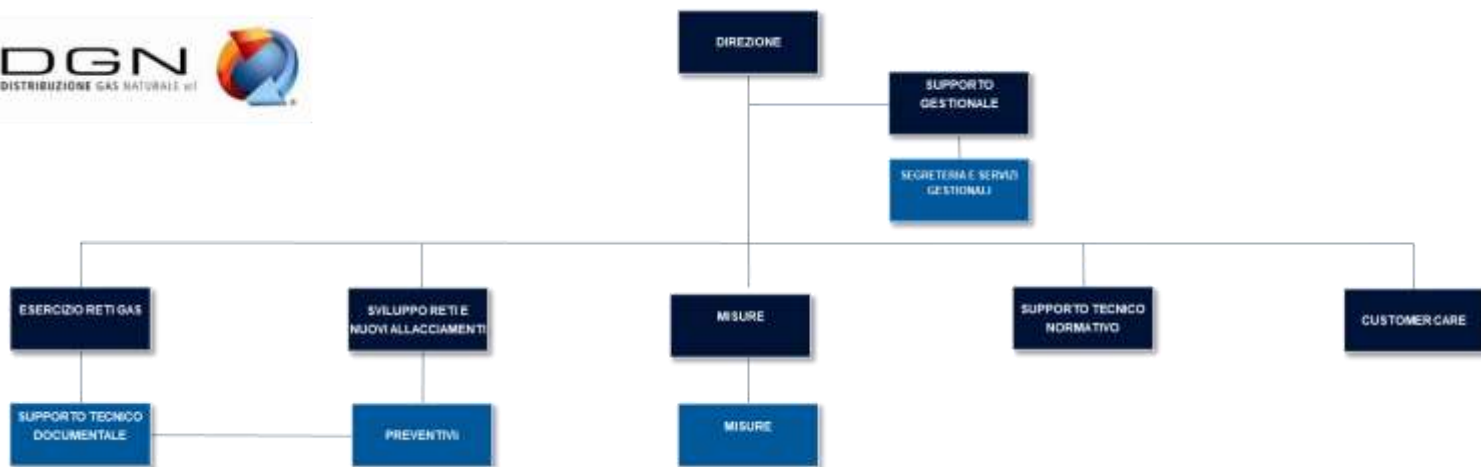 DGN
DISTRIBUZIONE GAS NATURALE srl
DIREZIONE
SUPPORTO
GESTIONALE
SEGRETERIA E SERVIZI
GESTIONALI
ESERCIZIO RETI GAS
SVILUPPO RETI E
NUOVI ALLACCIAMENTI
MISURE
SUPPORTO TECNICO
NORMATIVO
CUSTOMER CARE
SUPPORTO TECNICO
DOCUMENTALE
PREVENTIVI
MISURE